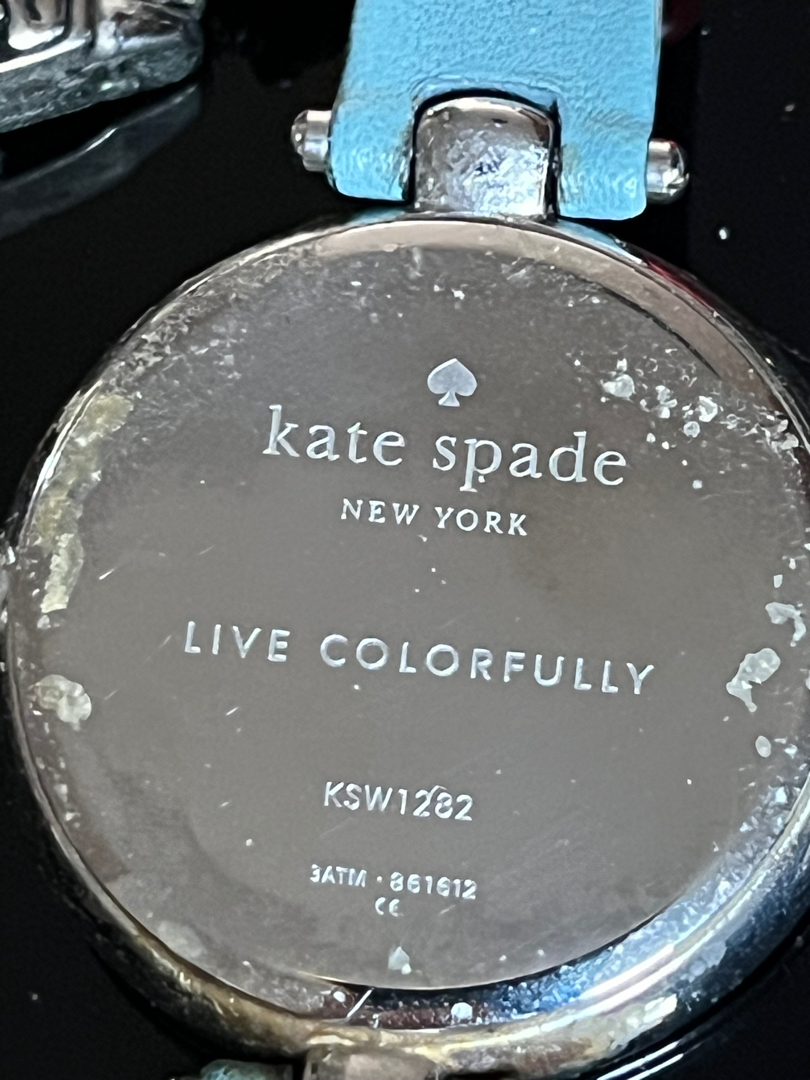 kate spade
NEW YORK
LIVE COLORFULLY
KSW1282
3ATM · 861612
CE